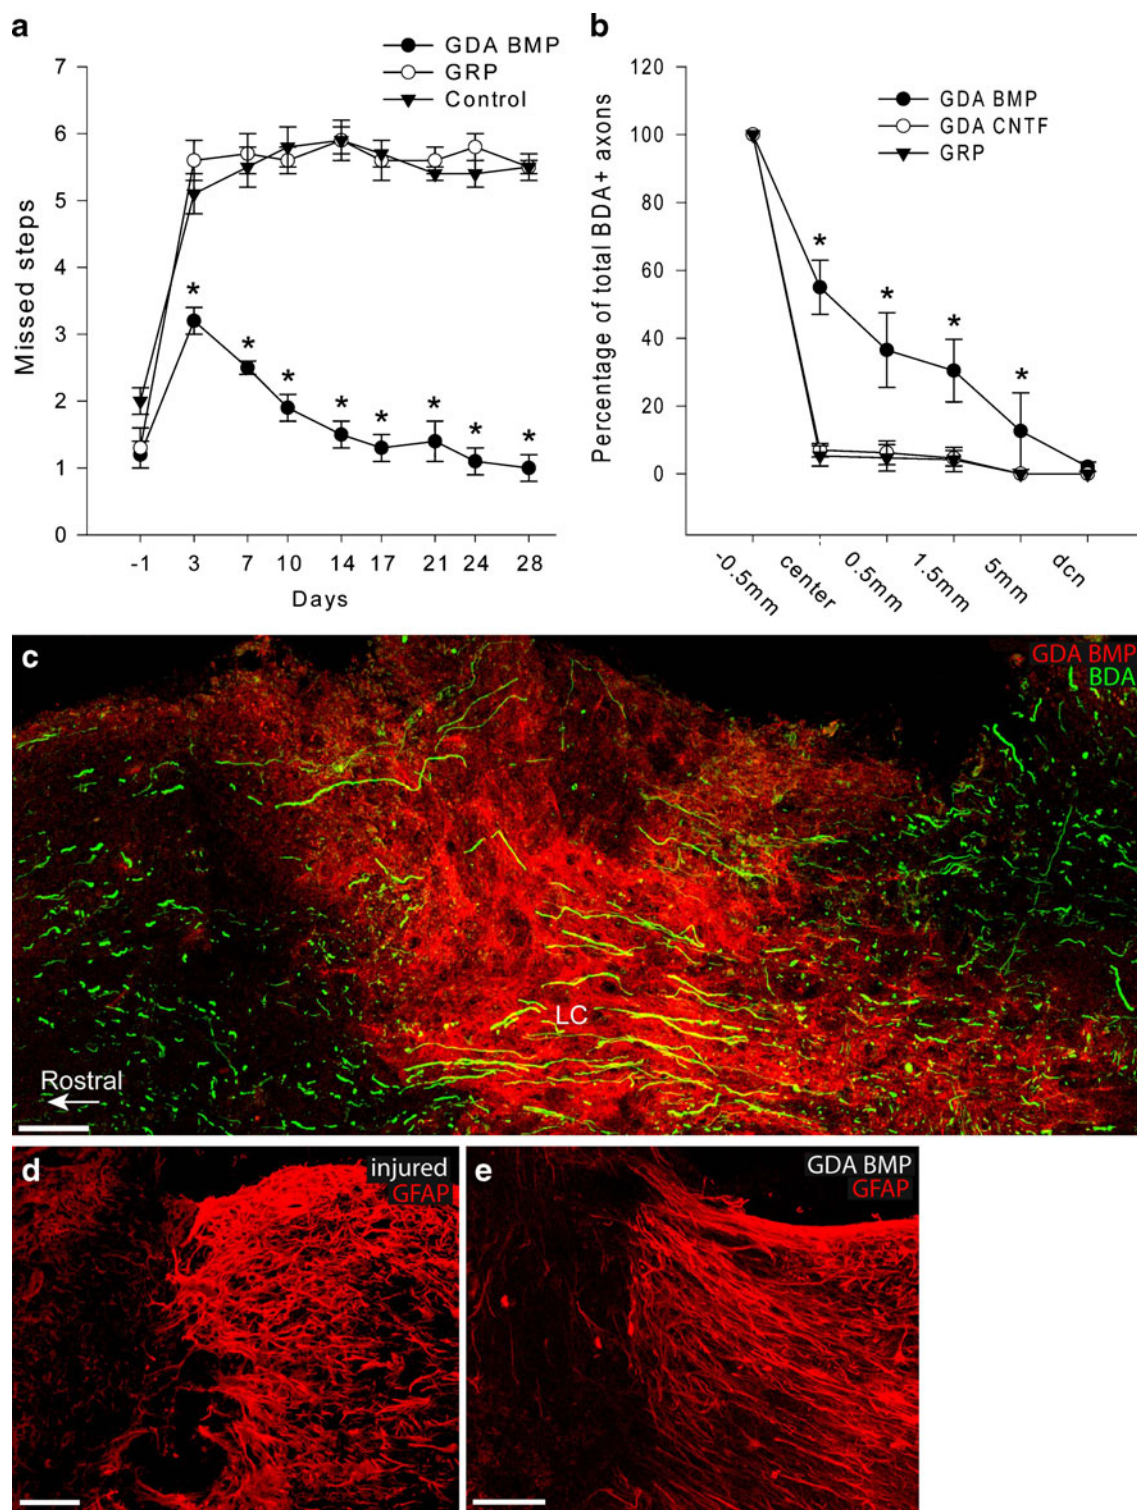 a
GDA BMP
GRP
Control
7
6
5
4
3
2
1
0
Missed steps
* * * * * * * *
-1 3 7 10 14 17 21 24 28
Days
b
GDA BMP
GDA CNTF
GRP
120
100
80
60
40
20
0
Percentage of total BDA+ axons
* * * *
-0.5mm center 0.5mm 1.5mm 5mm dcn
c
GDA BMP
BDA
LC
Rostral
d
injured
GFAP
e
GDA BMP
GFAP